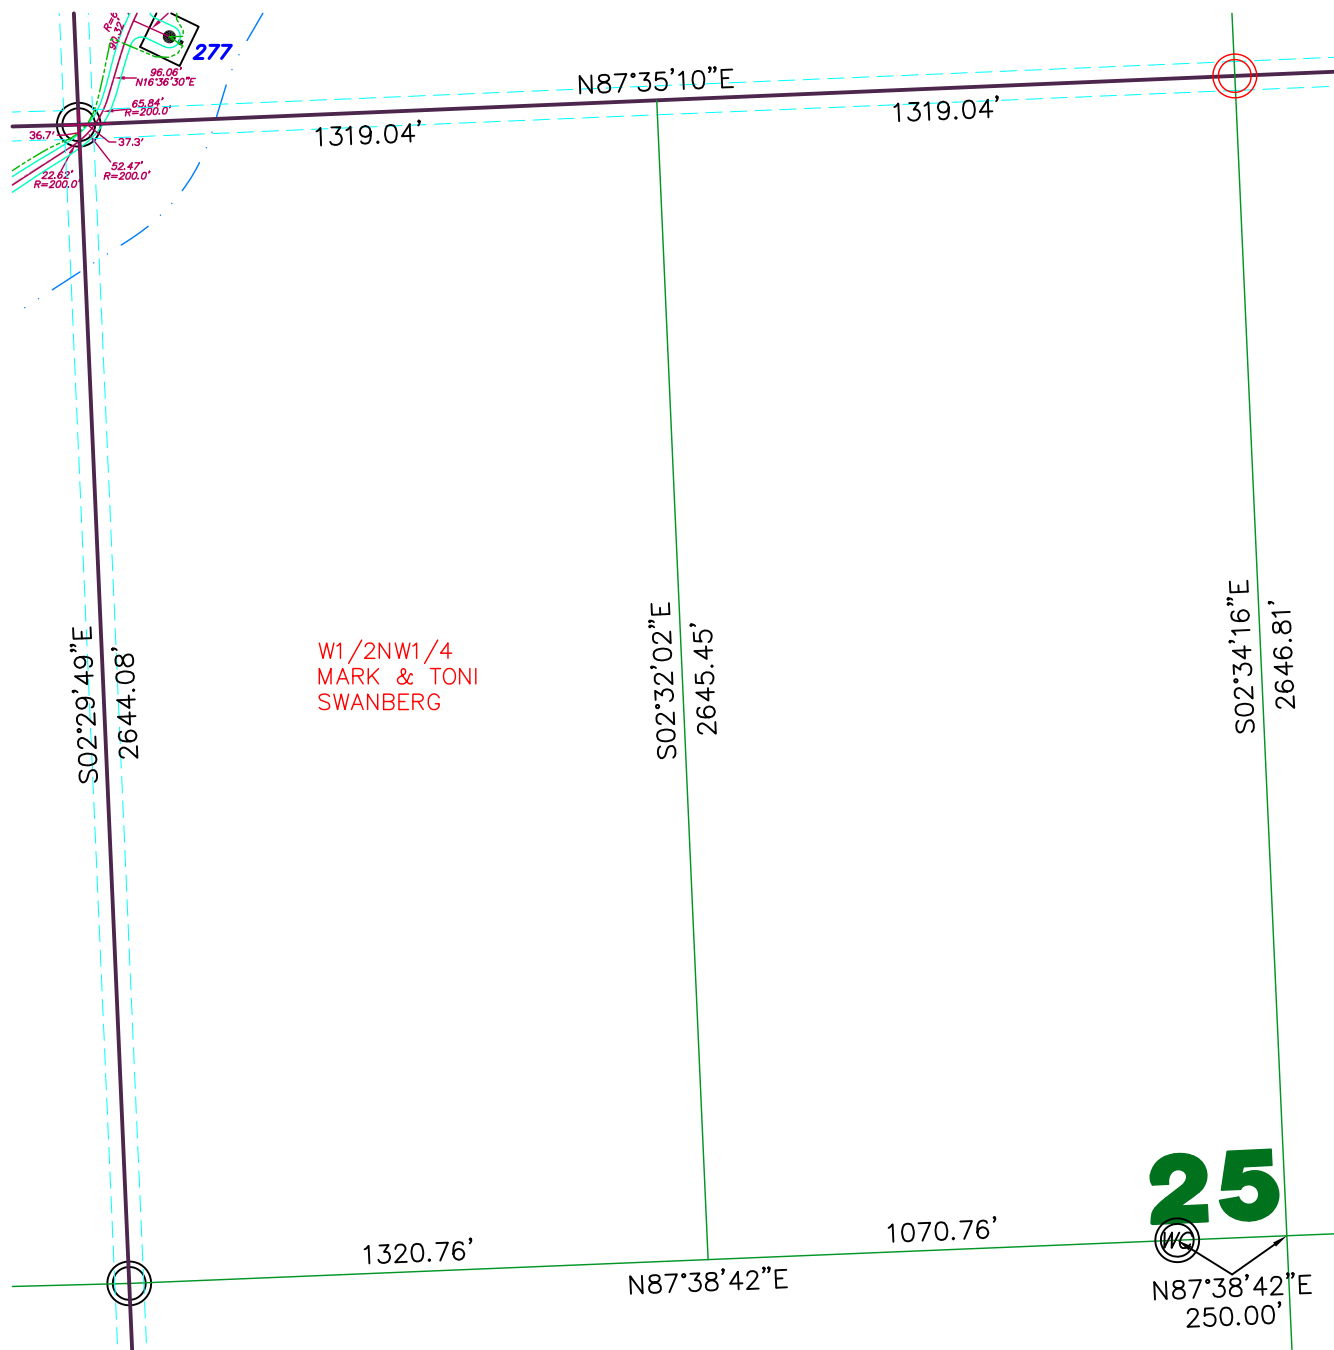 90.32'
277
96.06'
N16°36'30"E
65.84'
R=200.0'
36.7'
37.3'
22.62'
R=200.0'
52.47'
R=200.0'
N87°35'10"E
1319.04'
1319.04'
S02°29'49"E
2644.08'
W1/2NW1/4
MARK & TONI
SWANBERG
S02°32'02"E
2645.45'
S02°34'16"E
2646.81'
25
1320.76'
N87°38'42"E
1070.76'
WC
N87°38'42"E
250.00'